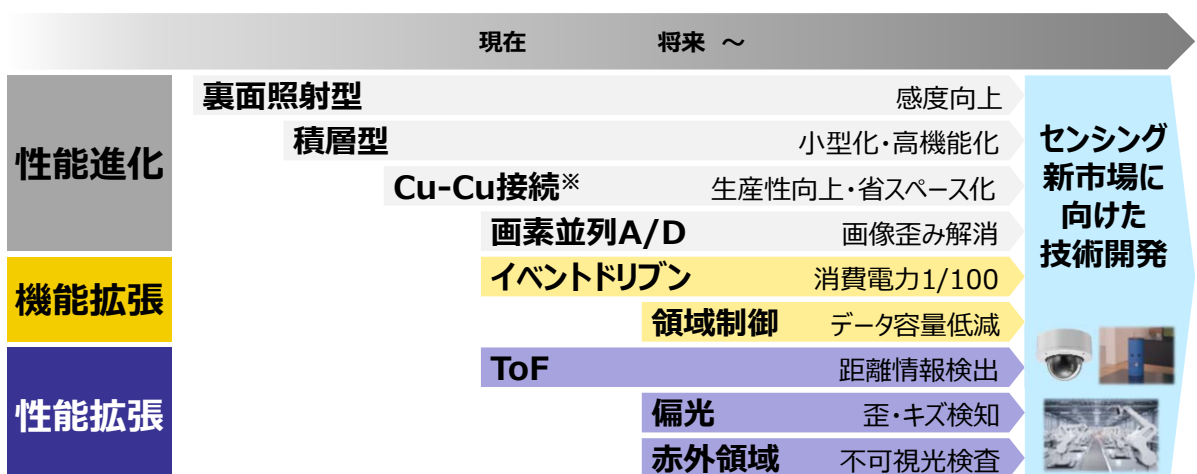 現在 将来 ～
性能進化
裏面照射型 感度向上
積層型 小型化・高機能化
Cu-Cu接続※ 生産性向上・省スペース化
画素並列A/D 画像歪み解消
機能拡張
イベントドリブン 消費電力1/100
領域制御 データ容量低減
性能拡張
ToF 距離情報検出
偏光 歪・キズ検知
赤外領域 不可視光検査
センシング
新市場に
向けた
技術開発